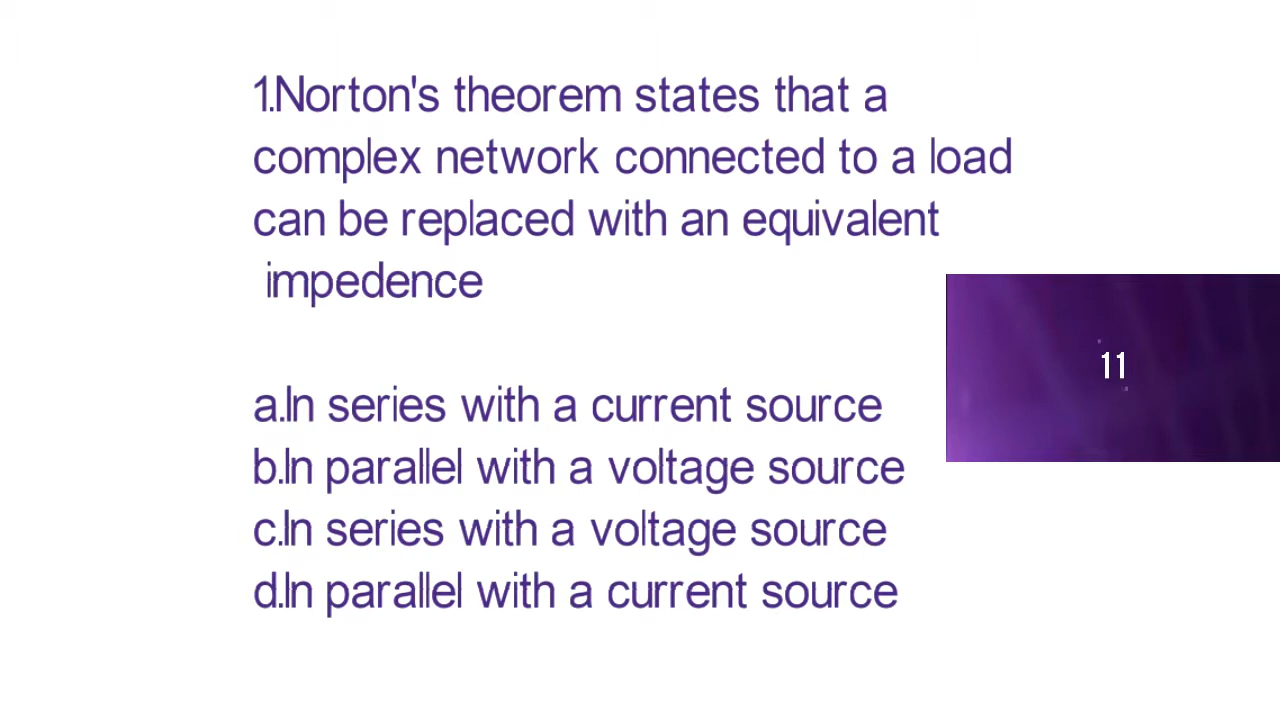 1.Norton's theorem states that a
complex network connected to a load
can be replaced with an equivalent
impedence
11
a.In series with a current source
b.In parallel with a voltage source
c.In series with a voltage source
d.In parallel with a current source